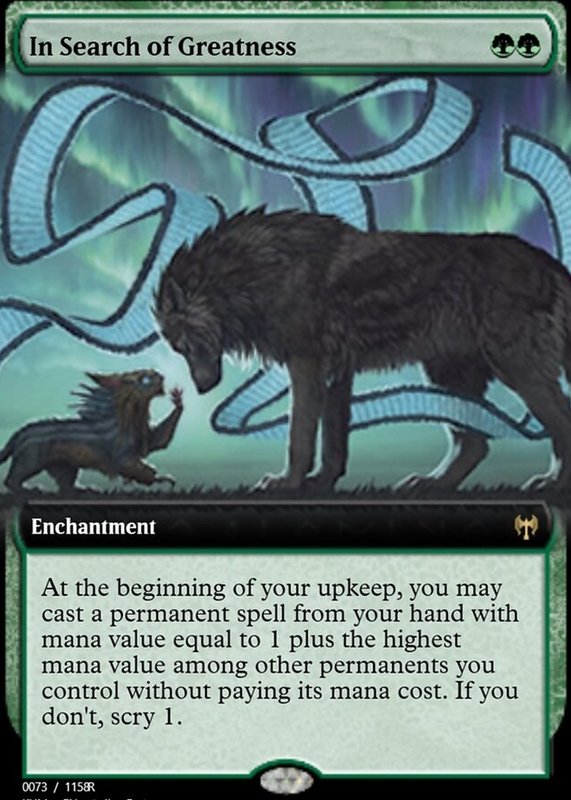 In Search of Greatness
Enchantment
At the beginning of your upkeep, you may
cast a permanent spell from your hand with
mana value equal to 1 plus the highest
mana value among other permanents you
control without paying its mana cost. If you
don't, scry 1.
0073 / 1158R